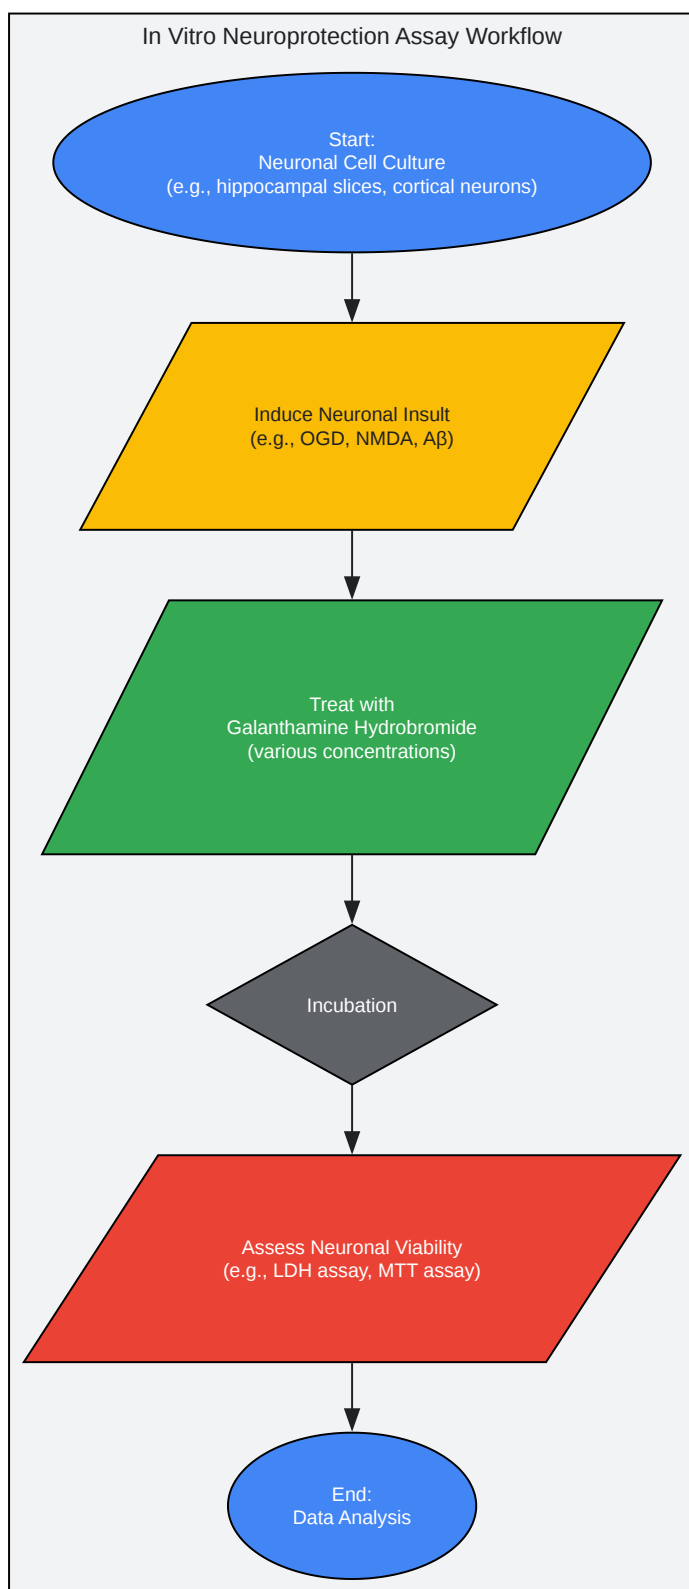 In Vitro Neuroprotection Assay Workflow
Start:
Neuronal Cell Culture
(e.g., hippocampal slices, cortical neurons)
Induce Neuronal Insult
(e.g., OGD, NMDA, Aβ)
Treat with
Galanthamine Hydrobromide
(various concentrations)
Incubation
Assess Neuronal Viability
(e.g., LDH assay, MTT assay)
End:
Data Analysis